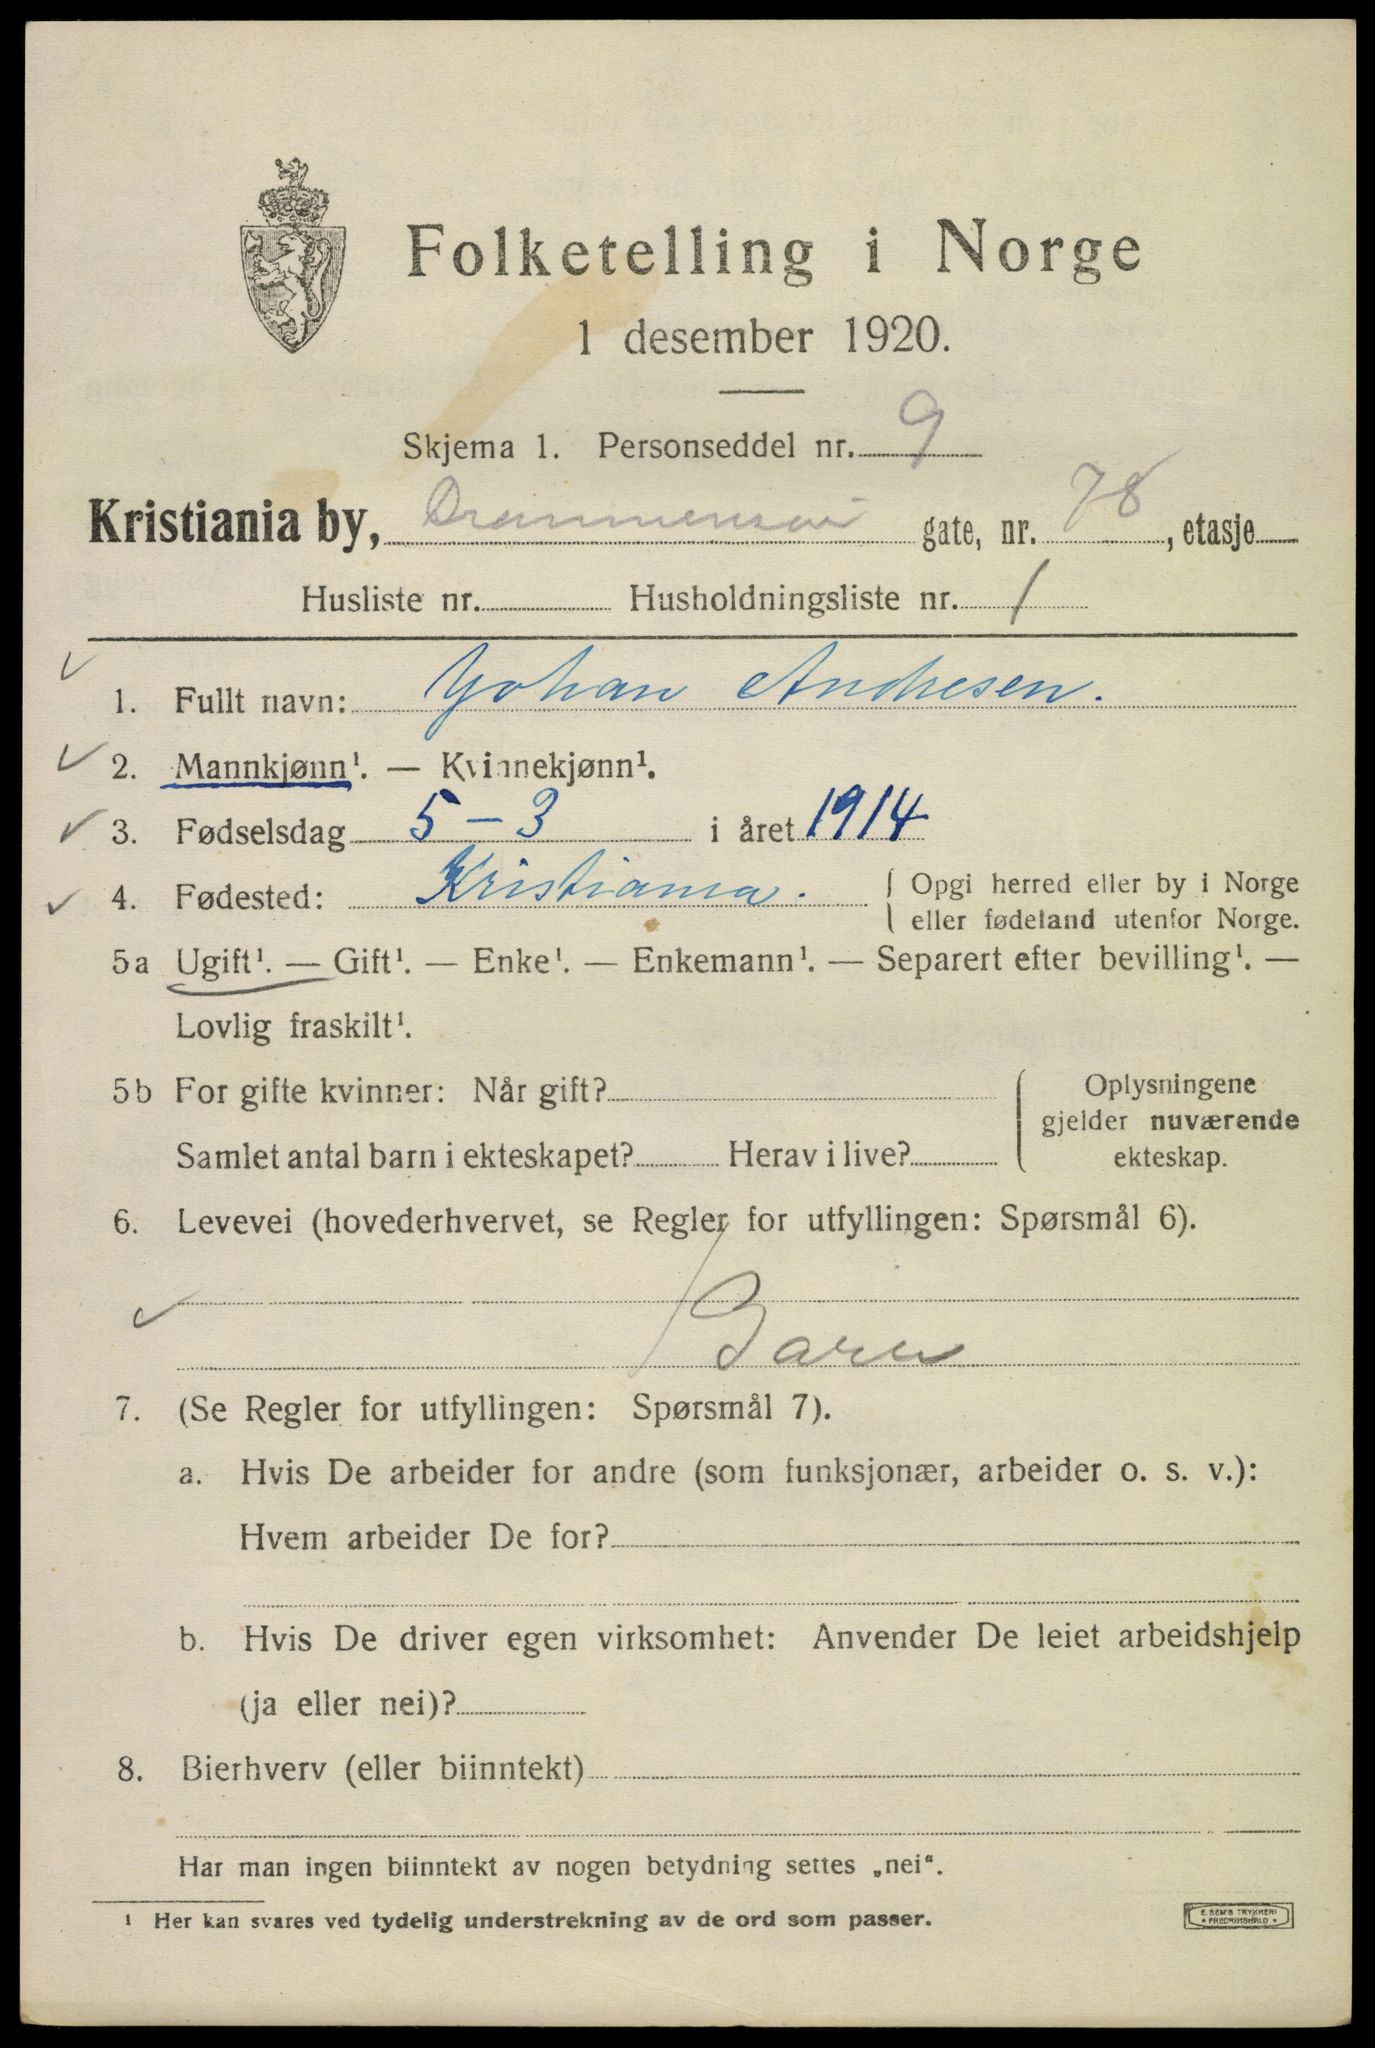 Folketelling i Norge
1 desember 1920.
Skjema 1. Personseddel nr. 9
Kristiania by, Drammensvei gate, nr. 78, etasje
Husliste nr. Husholdningsliste nr. 1
1. Fullt navn: Johan Andresen.
2. Mannkjønn¹. — Kvinnekjønn¹.
3. Fødselsdag 5-3 i året 1914
4. Fødested: Kristiania. { Opgi herred eller by i Norge
eller fødeland utenfor Norge.
5a Ugift¹. — Gift¹. — Enke¹. — Enkemann¹. — Separert efter bevilling¹. —
Lovlig fraskilt¹.
5b For gifte kvinner: Når gift?
Samlet antal barn i ekteskapet? Herav i live?
{ Oplysningene
gjelder nuværende
ekteskap.
6. Levevei (hovederhvervet, se Regler for utfyllingen: Spørsmål 6).
7. (Se Regler for utfyllingen: Spørsmål 7).
a. Hvis De arbeider for andre (som funksjonær, arbeider o. s. v.):
Hvem arbeider De for?
b. Hvis De driver egen virksomhet: Anvender De leiet arbeidshjelp
(ja eller nei)?
8. Bierhverv (eller biinntekt)
Har man ingen biinntekt av nogen betydning settes „nei“.
¹ Her kan svares ved tydelig understrekning av de ord som passer.
E. SEM'S TRYKKERI
• FREDRIKSHALD •